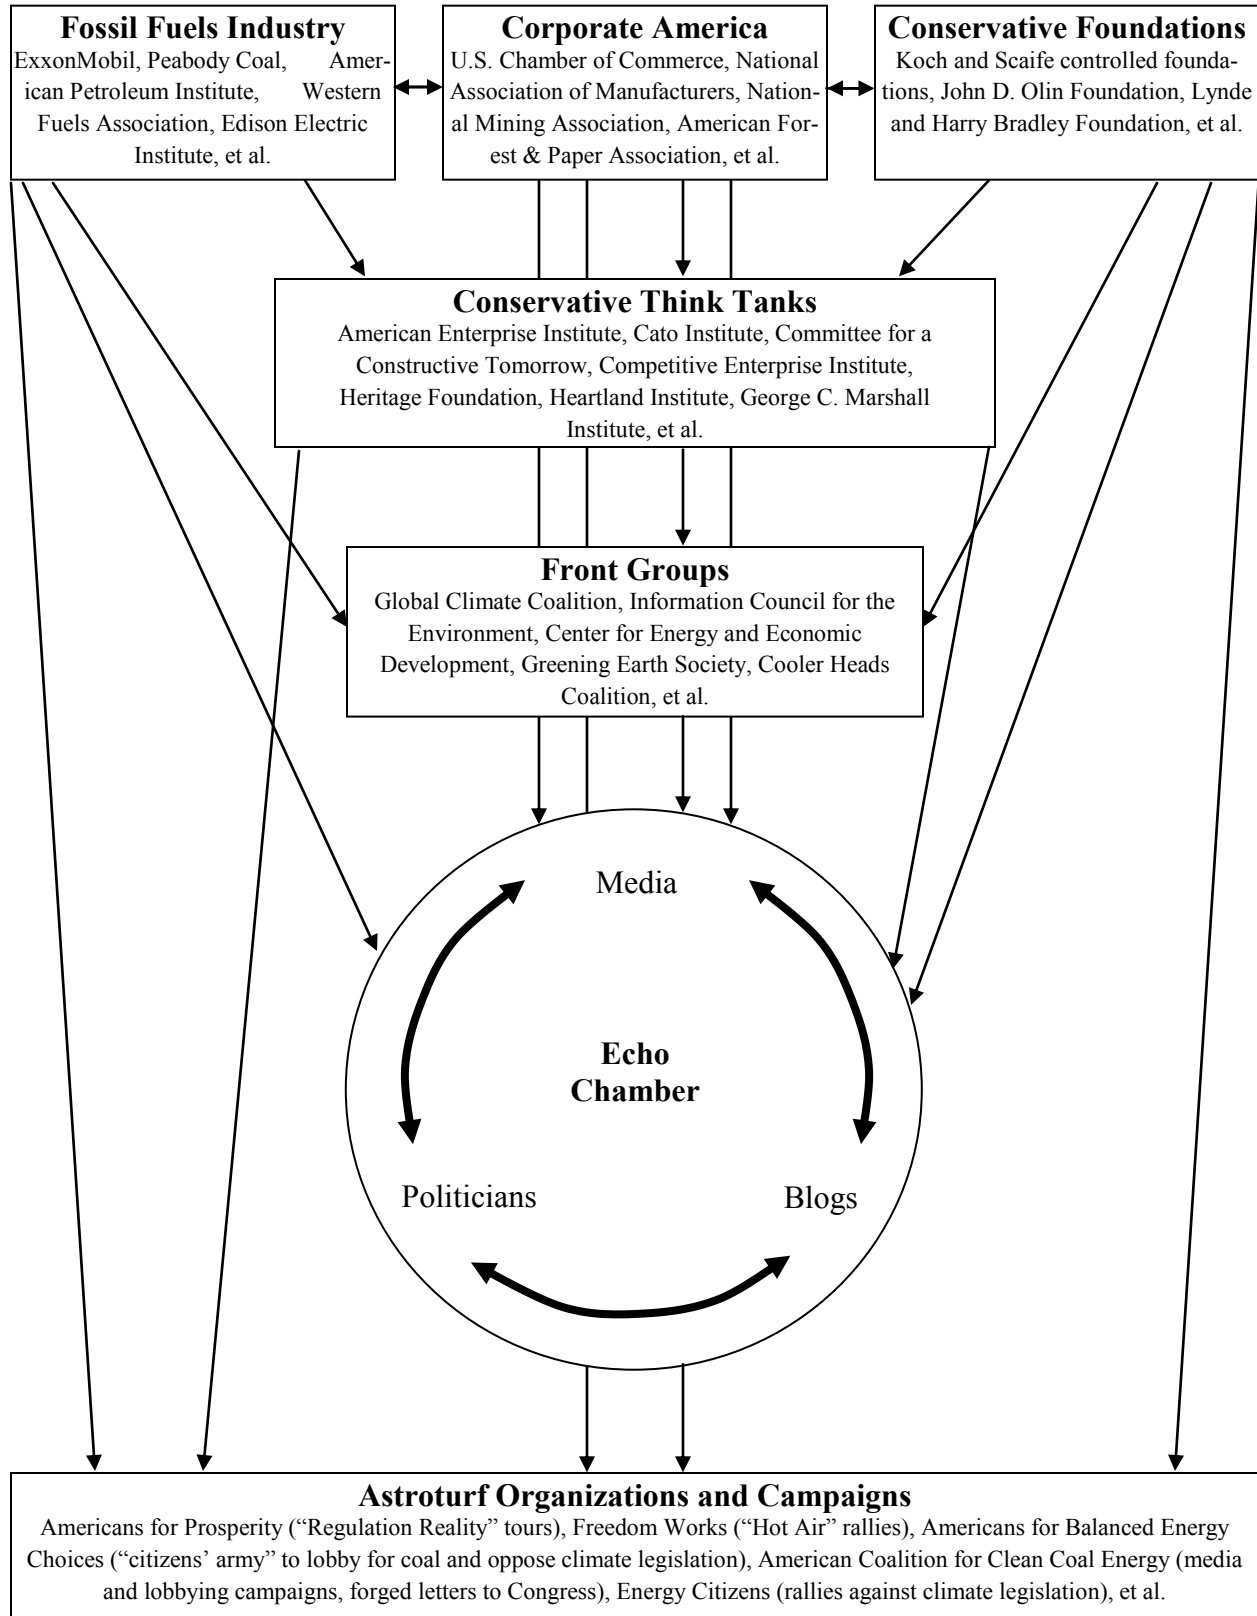 Fossil Fuels Industry
ExxonMobil, Peabody Coal, Amer-
ican Petroleum Institute, Western
Fuels Association, Edison Electric
Institute, et al.
Corporate America
U.S. Chamber of Commerce, National
Association of Manufacturers, Nation-
al Mining Association, American For-
est & Paper Association, et al.
Conservative Foundations
Koch and Scaife controlled founda-
tions, John D. Olin Foundation, Lynde
and Harry Bradley Foundation, et al.
Conservative Think Tanks
American Enterprise Institute, Cato Institute, Committee for a
Constructive Tomorrow, Competitive Enterprise Institute,
Heritage Foundation, Heartland Institute, George C. Marshall
Institute, et al.
Front Groups
Global Climate Coalition, Information Council for the
Environment, Center for Energy and Economic
Development, Greening Earth Society, Cooler Heads
Coalition, et al.
Media
Echo
Chamber
Politicians
Blogs
Astroturf Organizations and Campaigns
Americans for Prosperity (“Regulation Reality” tours), Freedom Works (“Hot Air” rallies), Americans for Balanced Energy
Choices (“citizens’ army” to lobby for coal and oppose climate legislation), American Coalition for Clean Coal Energy (media
and lobbying campaigns, forged letters to Congress), Energy Citizens (rallies against climate legislation), et al.